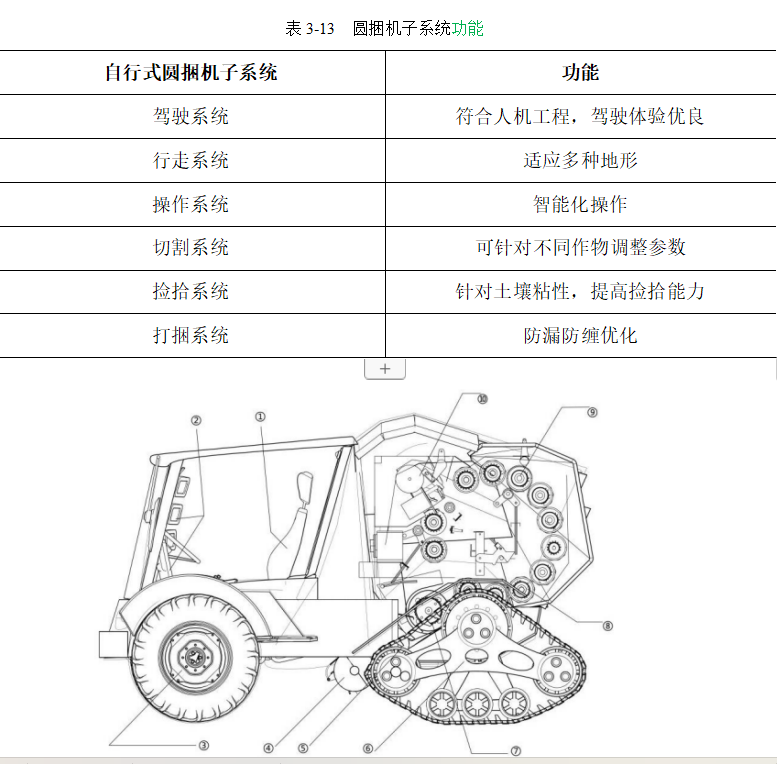 表 3-13 圆捆机子系统功能
自行式圆捆机子系统 功能
驾驶系统 符合人机工程，驾驶体验优良
行走系统 适应多种地形
操作系统 智能化操作
切割系统 可针对不同作物调整参数
捡拾系统 针对土壤粘性，提高捡拾能力
打捆系统 防漏防缠优化
+
⑩
⑨
② ①
⑧
③ ④ ⑤ ⑥ ⑦